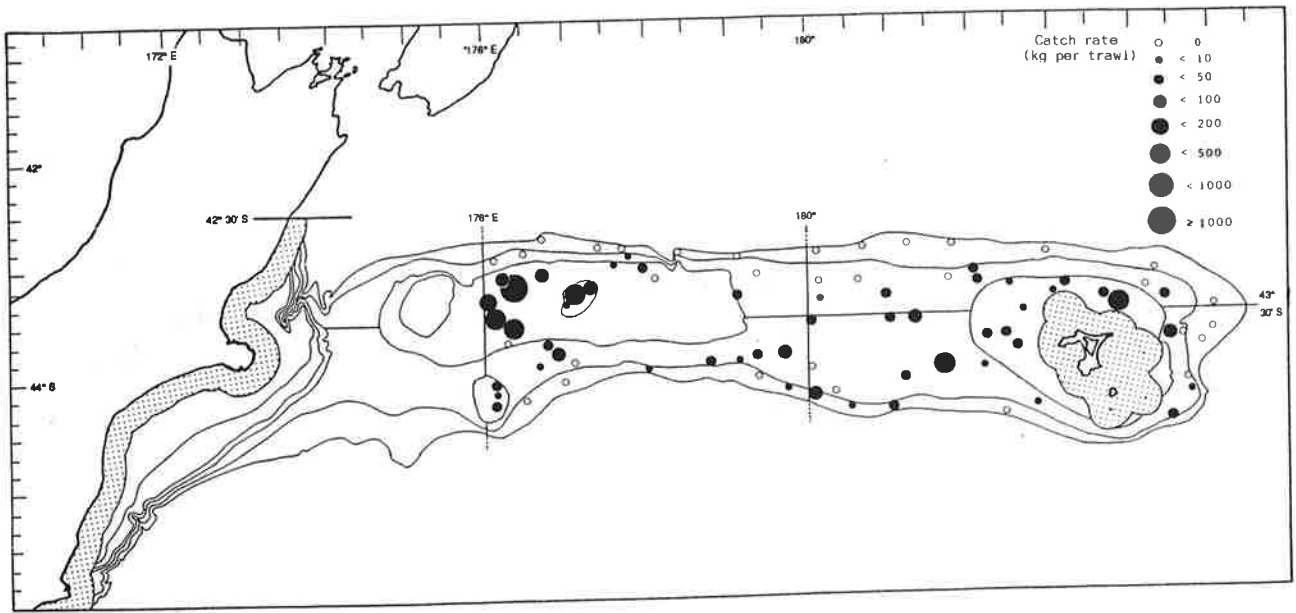 172° E
°176° E
180°
Catch rate
(kg per trawl)
0
< 10
< 50
< 100
< 200
< 500
< 1000
≥ 1000
42°
42° 30' S
176° E
180°
43°
30' S
44° S